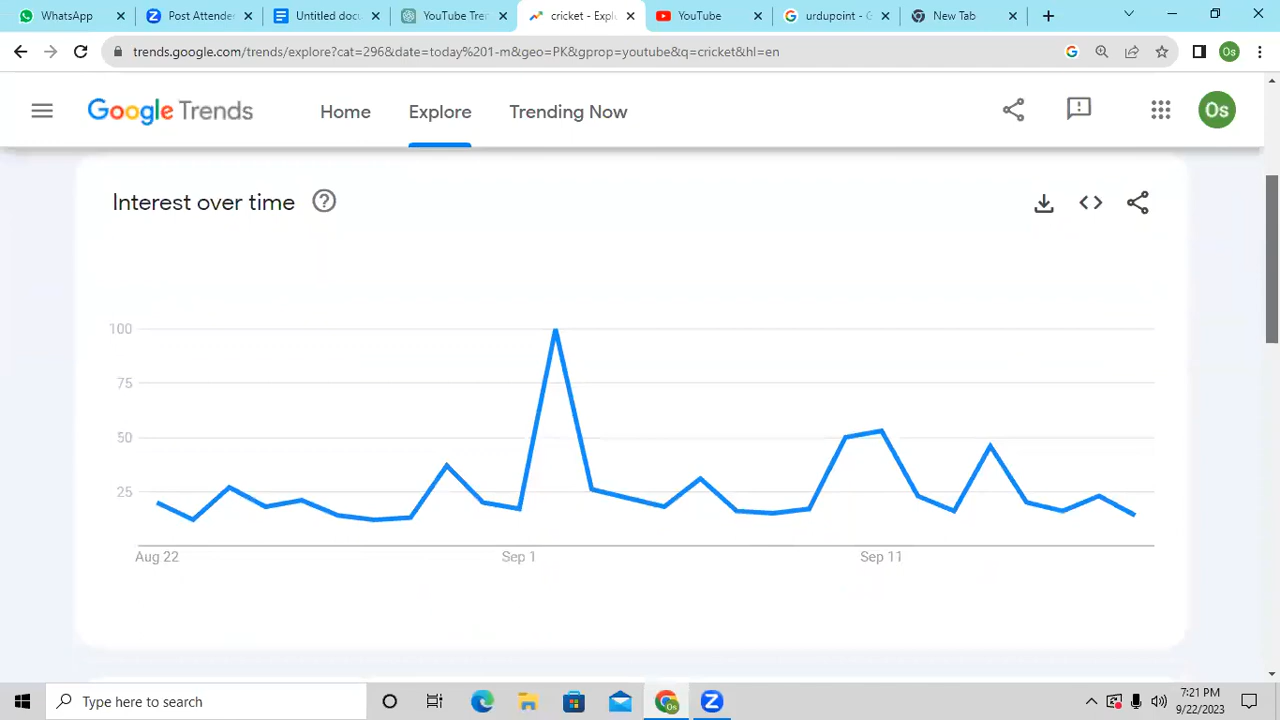 WhatsApp
Post Attends
Untitled docu
YouTube Tren
cricket - Explo
YouTube
urdupoint - G
New Tab
trends.google.com/trends/explore?cat=296&date=today%201-m&geo=PK&gprop=youtube&q=cricket&hl=en
Os
Google Trends
Home
Explore
Trending Now
Os
Interest over time
100
75
50
25
Aug 22
Sep 1
Sep 11
Type here to search
7:21 PM
9/22/2023